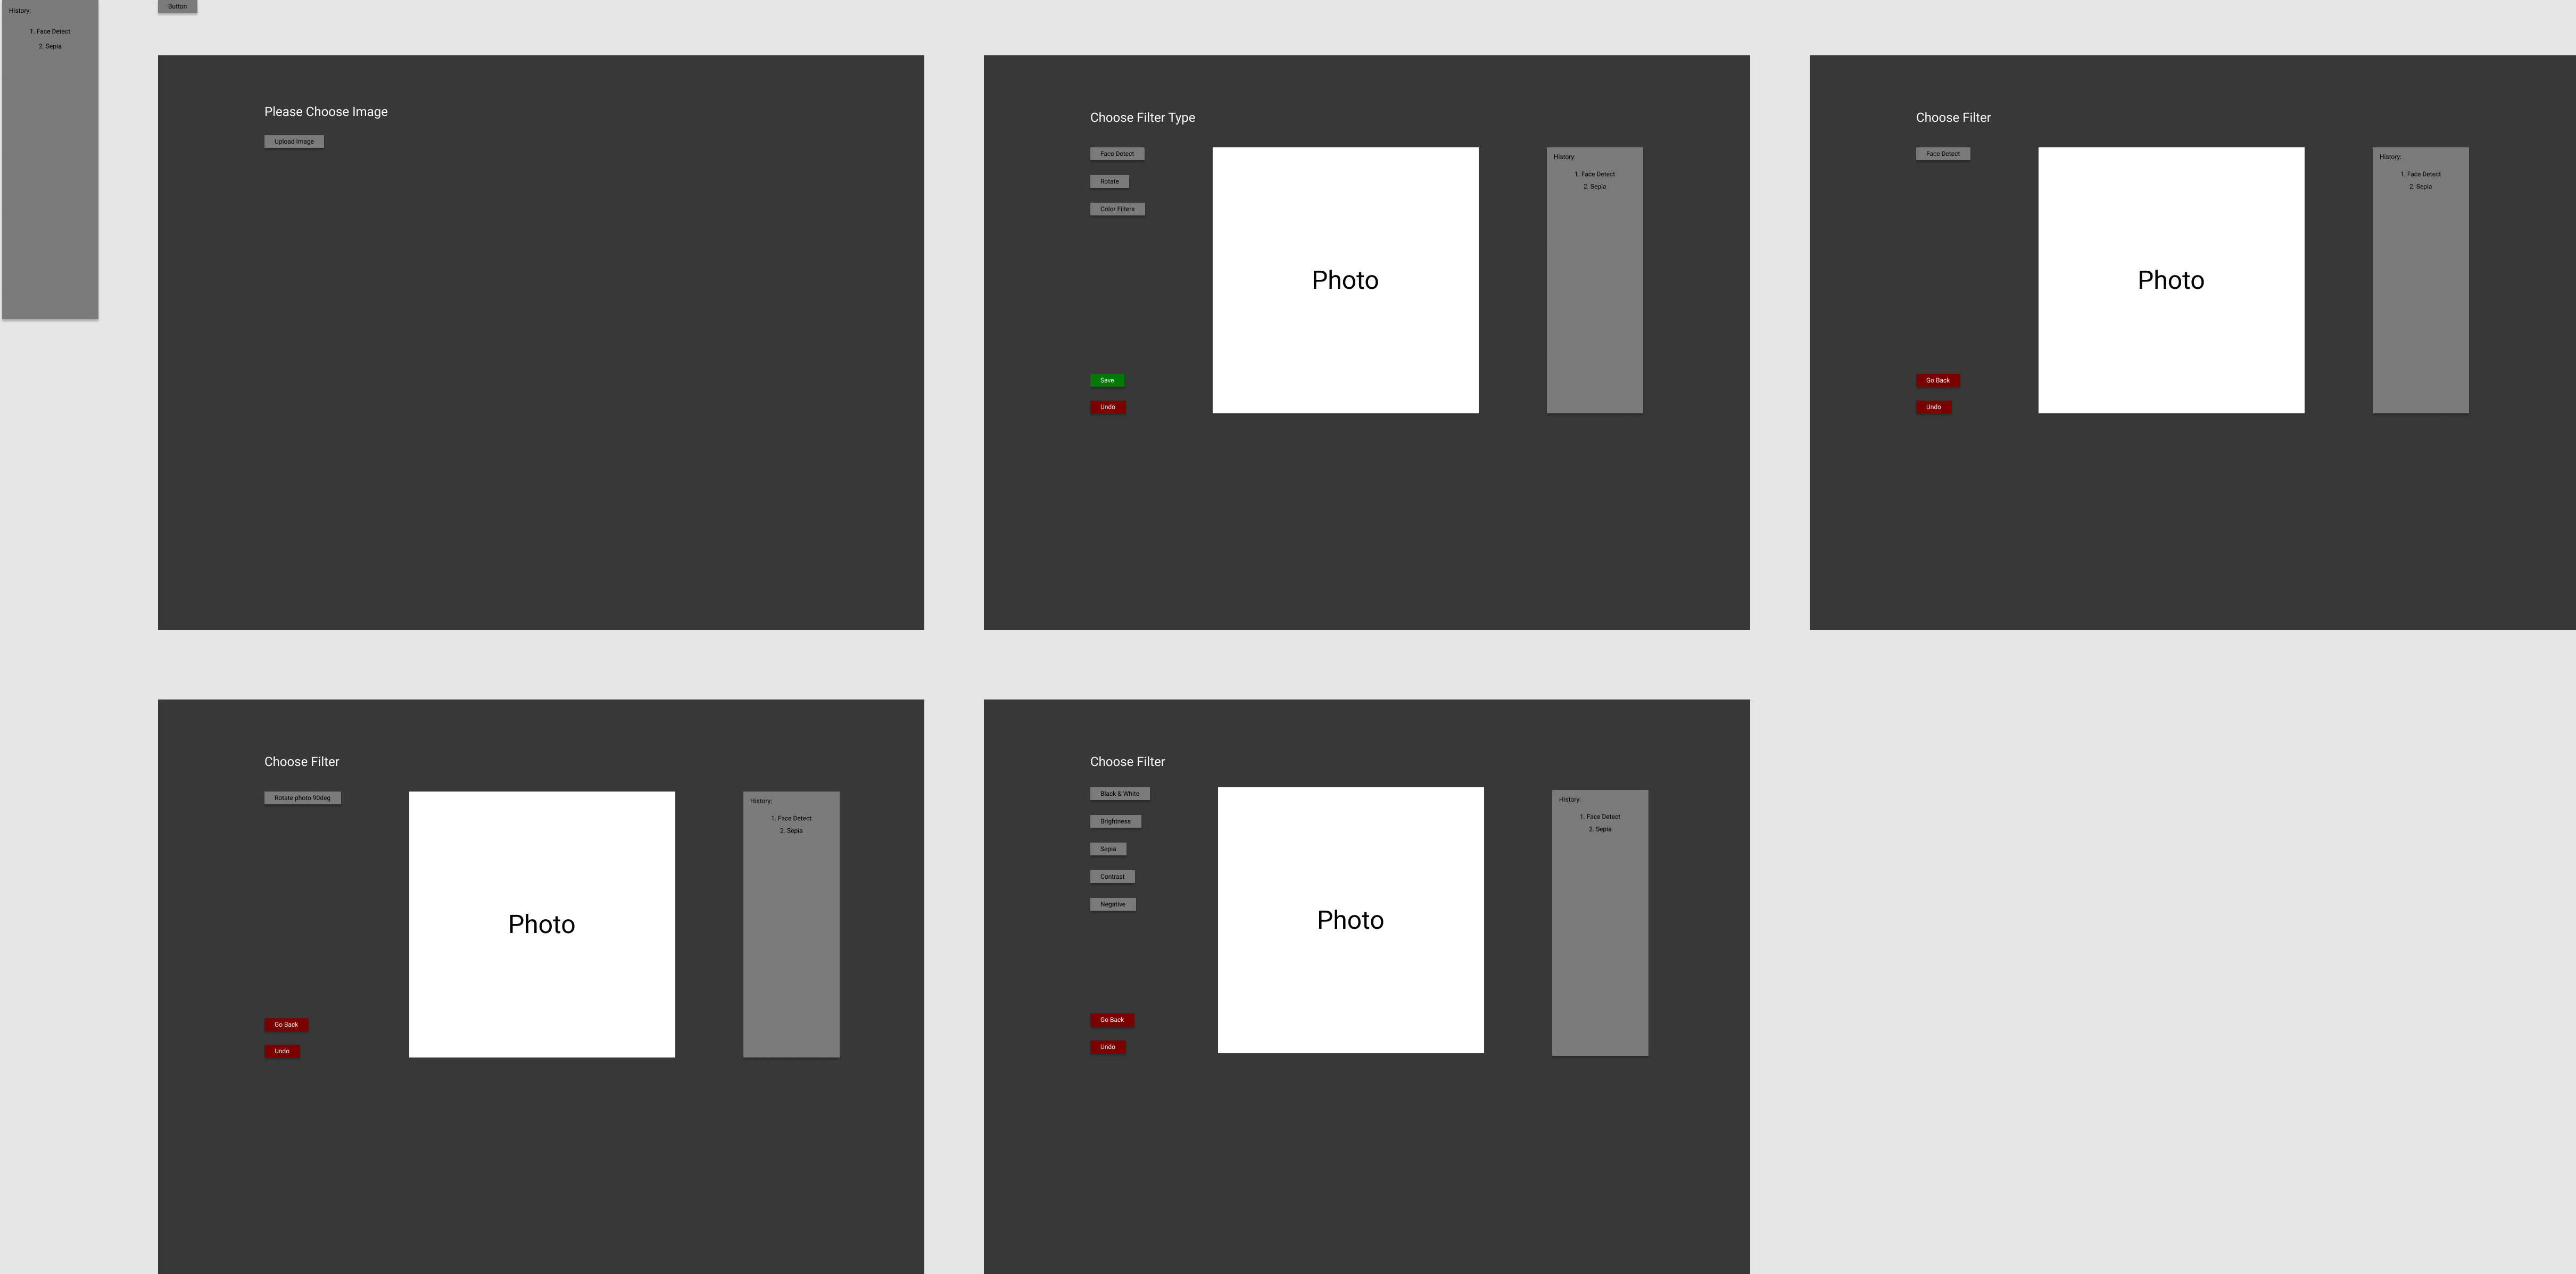 History:
1. Face Detect
2. Sepia
Button
Please Choose Image
Upload Image
Choose Filter Type
Face Detect
Rotate
Color Filters
Save
Undo
Photo
History:
1. Face Detect
2. Sepia
Choose Filter
Face Detect
Go Back
Undo
Photo
History:
1. Face Detect
2. Sepia
Choose Filter
Rotate photo 90deg
Go Back
Undo
Photo
History:
1. Face Detect
2. Sepia
Choose Filter
Black & White
Brightness
Sepia
Contrast
Negative
Go Back
Undo
Photo
History:
1. Face Detect
2. Sepia